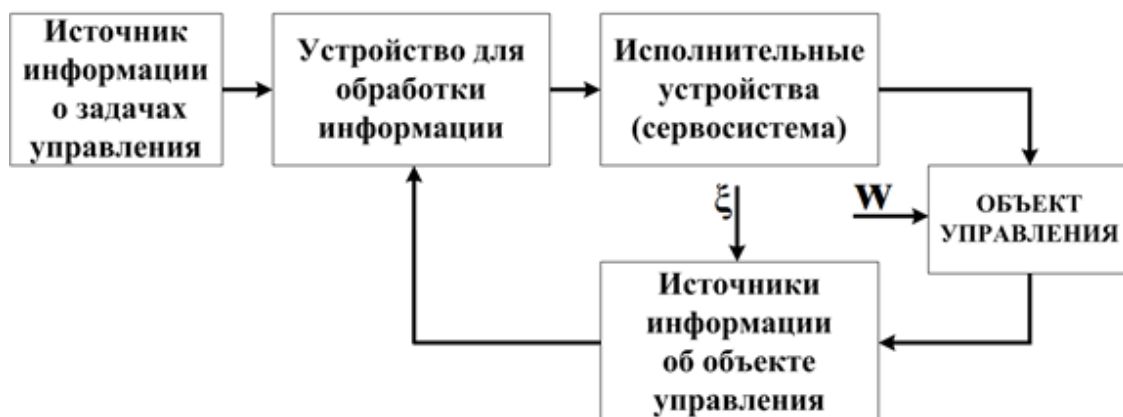 Источник
информации
о задачах
управления
Устройство для
обработки
информации
Исполнительные
устройства
(сервосистема)
ξ
W
ОБЪЕКТ
УПРАВЛЕНИЯ
Источники
информации
об объекте
управления